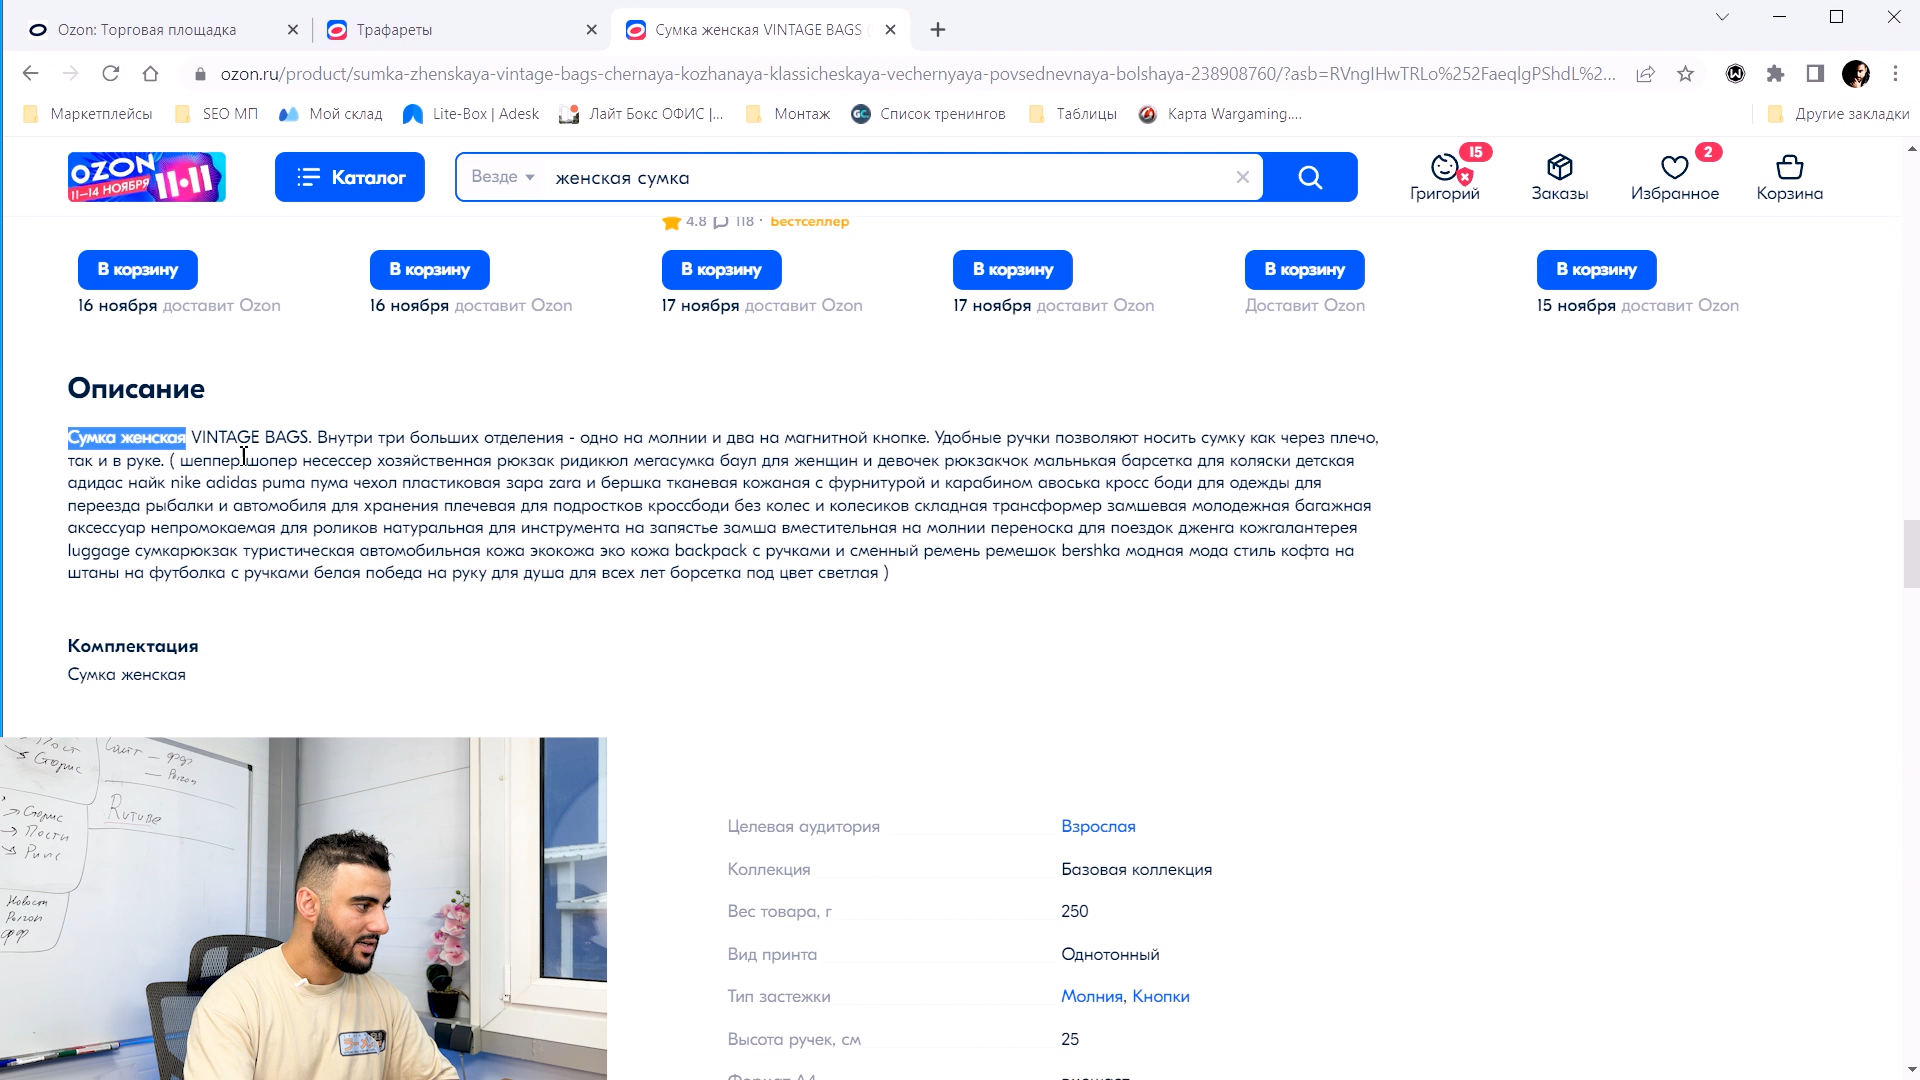 Ozon: Торговая площадка
Трафареты
Сумка женская VINTAGE BAGS (
ozon.ru/product/sumka-zhenskaya-vintage-bags-chernaya-kozhanaya-klassicheskaya-vechernyaya-povsednevnaya-bolshaya-238908760/?asb=RVngIHwTRLo%252FaeqlgPShdL%2...
Маркетплейсы
SEO МП
Мой склад
Lite-Box | Adesk
Лайт Бокс ОФИС |...
Монтаж
GC Список тренингов
Таблицы
Карта Wargaming....
Другие закладки
OZON 11•11
11–14 НОЯБРЯ
Каталог
Везде
женская сумка
15
Григорий
Заказы
2
Избранное
Корзина
4.8 118 · Бестселлер
В корзину В корзину В корзину В корзину В корзину В корзину
16 ноября доставит Ozon 16 ноября доставит Ozon 17 ноября доставит Ozon 17 ноября доставит Ozon Доставит Ozon 15 ноября доставит Ozon
Описание
Сумка женская VINTAGE BAGS. Внутри три больших отделения - одно на молнии и два на магнитной кнопке. Удобные ручки позволяют носить сумку как через плечо,
так и в руке. ( шеппер шопер несессер хозяйственная рюкзак ридикюл мегасумка баул для женщин и девочек рюкзакчок мальнькая барсетка для коляски детская
адидас найк nike adidas puma пума чехол пластиковая зара zara и бершка тканевая кожаная с фурнитурой и карабином авоська кросс боди для одежды для
переезда рыбалки и автомобиля для хранения плечевая для подростков кроссбоди без колес и колесиков складная трансформер замшевая молодежная багажная
аксессуар непромокаемая для роликов натуральная для инструмента на запястье замша вместительная на молнии переноска для поездок дженга кожгалантерея
luggage сумкарюкзак туристическая автомобильная кожа экокожа эко кожа backpack с ручками и сменный ремень ремешок bershka модная мода стиль кофта на
штаны на футболка с ручками белая победа на руку для душа для всех лет борсетка под цвет светлая )
Комплектация
Сумка женская
Целевая аудитория Взрослая
Коллекция Базовая коллекция
Вес товара, г 250
Вид принта Однотонный
Тип застежки Молния, Кнопки
Высота ручек, см 25
Пост
Сторис
Rutube
Сторис
Посты